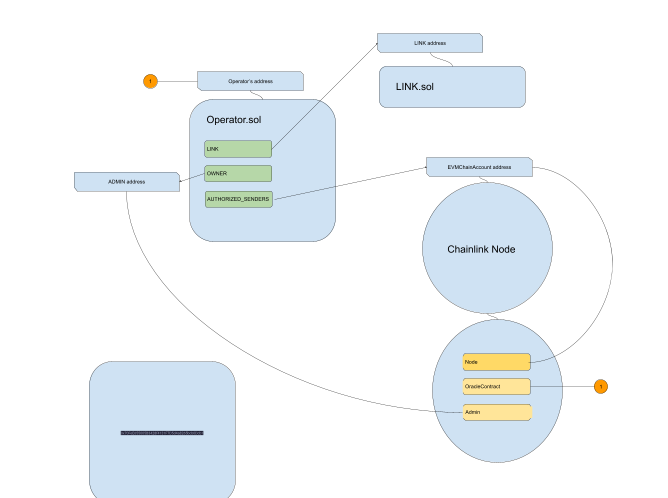 LINK address
1
Operator's address
LINK.sol
Operator.sol
LINK
OWNER
AUTHORIZED_SENDERS
ADMIN address
EVMChainAccount address
Chainlink Node
Node
OracleContract
1
Admin